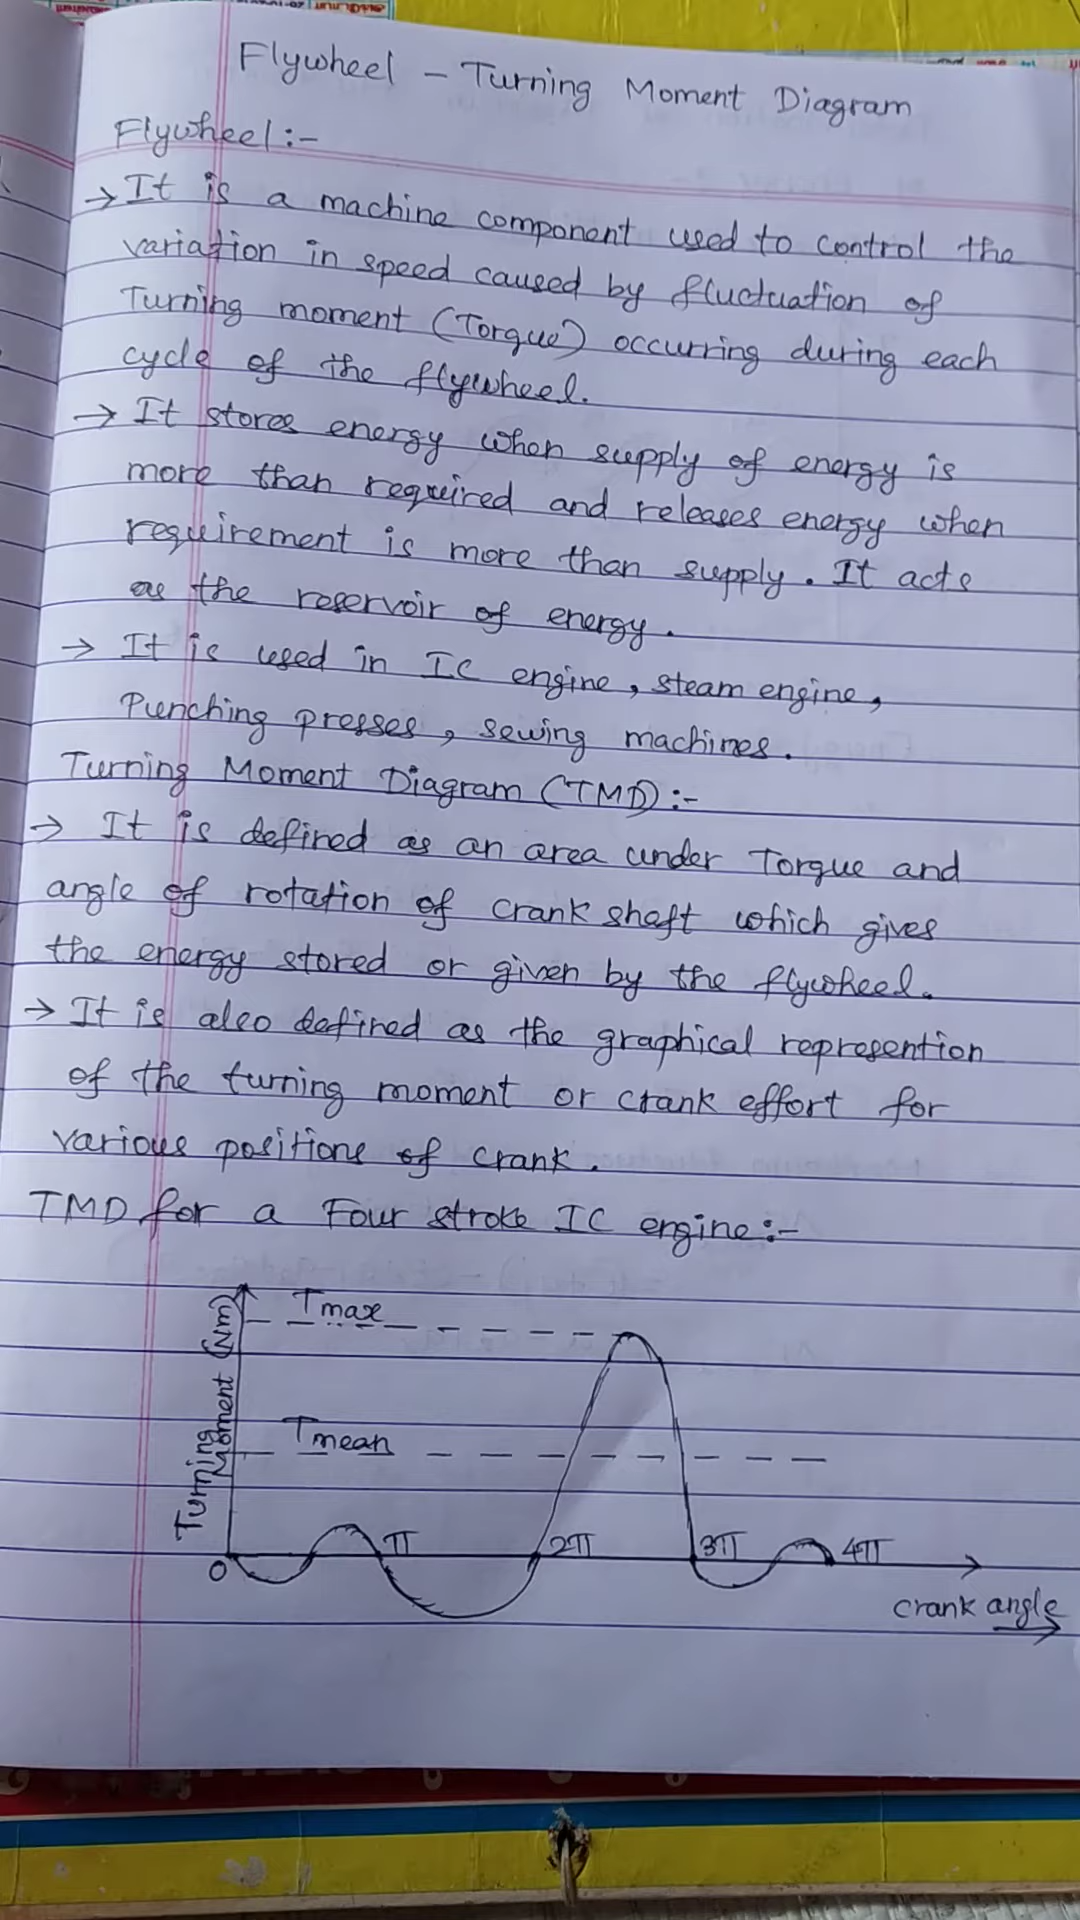 Flywheel - Turning Moment Diagram
Flywheel :-
→ It is a machine component used to control the
variation in speed caused by fluctuation of
Turning moment (Torque) occurring during each
cycle of the flywheel.
→ It stores energy when supply of energy is
more than required and releases energy when
requirement is more than supply. It acts
as the reservoir of energy.
→ It is used in IC engine, steam engine,
Punching presses, sewing machines.
Turning Moment Diagram (TMD) :-
→ It is defined as an area under Torque and
angle of rotation of crank shaft which gives
the energy stored or given by the flywheel.
→ It is also defined as the graphical represention
of the turning moment or crank effort for
various positions of crank.
TMD for a Four stroke IC engine :-
Tmax
Tmean
Turning
Moment (Nm)
0 π 2π 3π 4π
crank angle